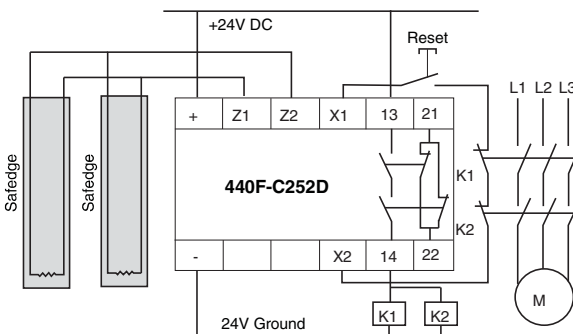 +24V DC
Reset
L1 L2 L3
+ Z1 Z2 X1 13 21
Safedge
Safedge
440F-C252D
K1
K2
- X2 14 22
K1 K2
M
24V Ground